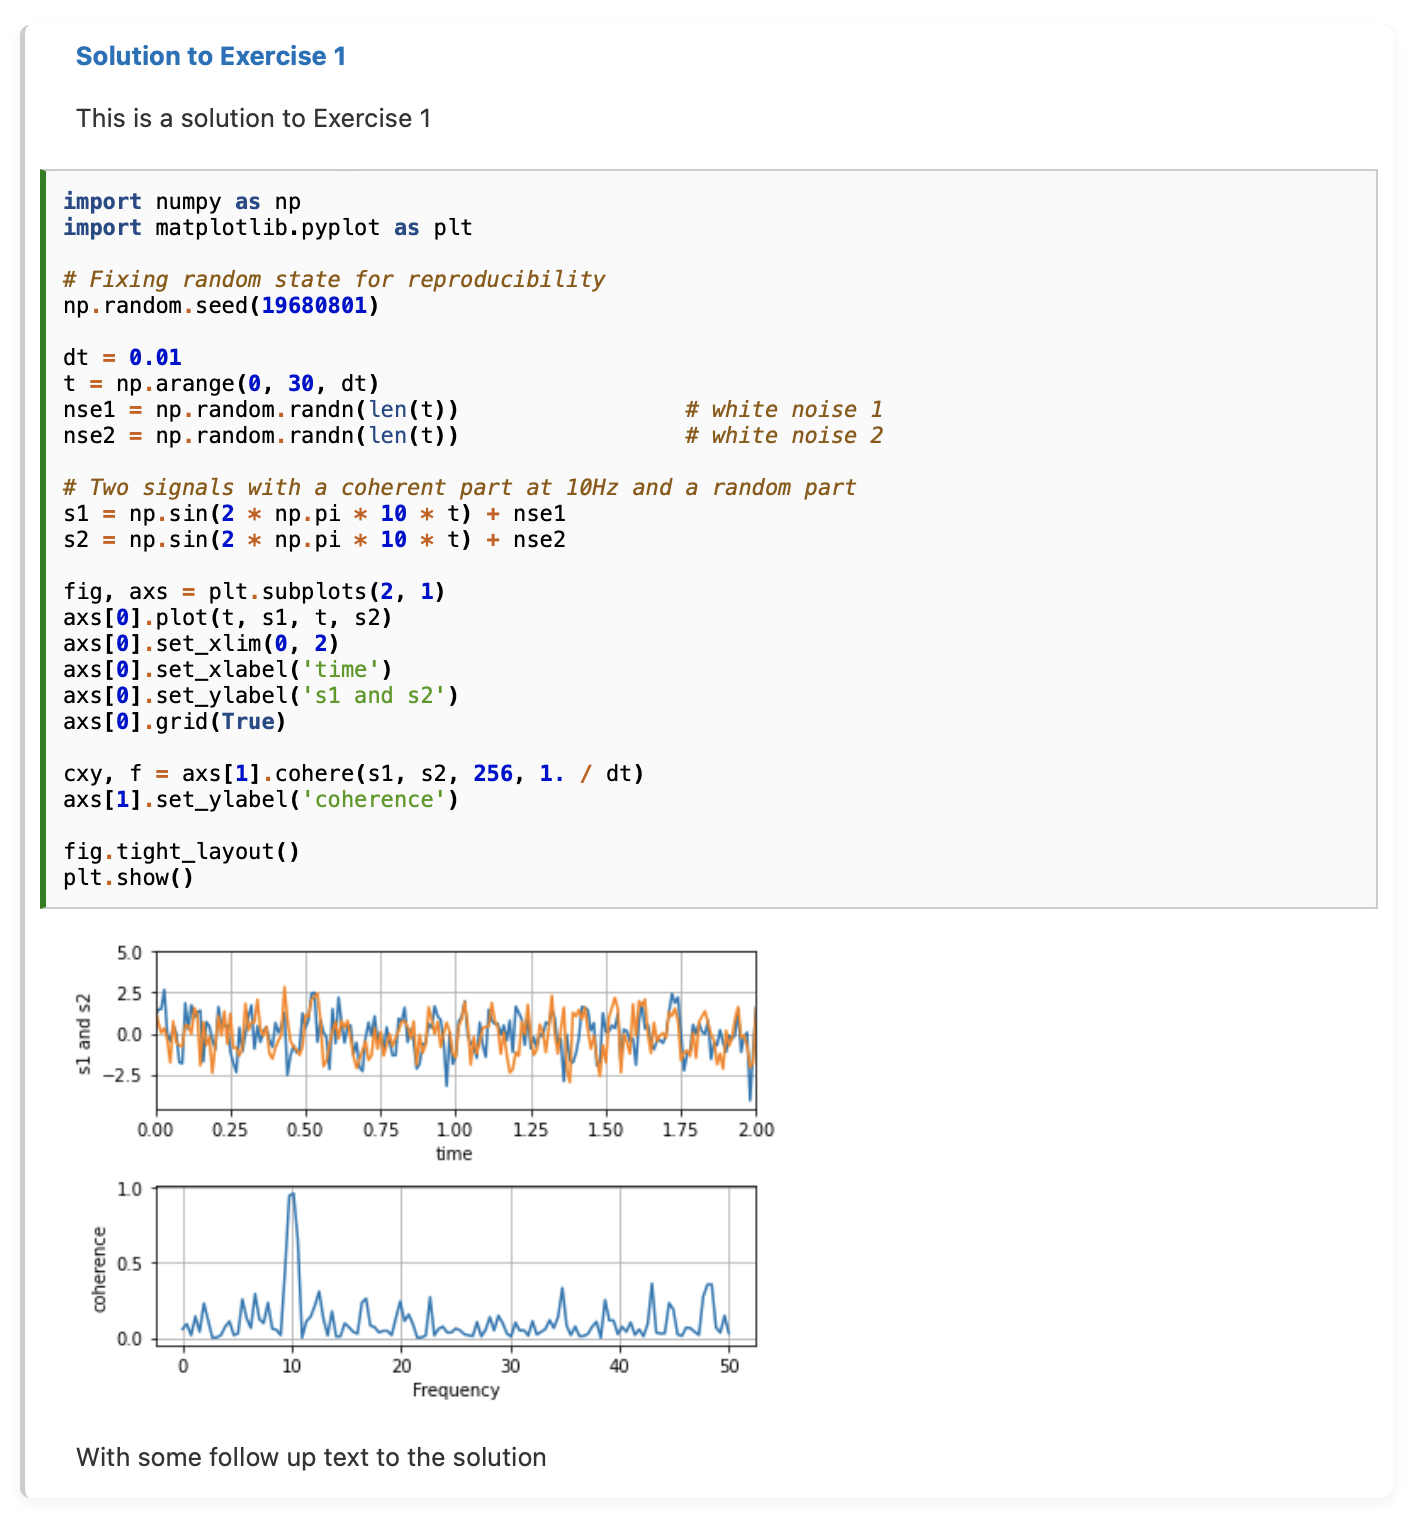 Solution to Exercise 1
This is a solution to Exercise 1
import numpy as np
import matplotlib.pyplot as plt
# Fixing random state for reproducibility
np.random.seed(19680801)
dt = 0.01
t = np.arange(0, 30, dt)
nse1 = np.random.randn(len(t))                 # white noise 1
nse2 = np.random.randn(len(t))                 # white noise 2
# Two signals with a coherent part at 10Hz and a random part
s1 = np.sin(2 * np.pi * 10 * t) + nse1
s2 = np.sin(2 * np.pi * 10 * t) + nse2
fig, axs = plt.subplots(2, 1)
axs[0].plot(t, s1, t, s2)
axs[0].set_xlim(0, 2)
axs[0].set_xlabel('time')
axs[0].set_ylabel('s1 and s2')
axs[0].grid(True)
cxy, f = axs[1].cohere(s1, s2, 256, 1. / dt)
axs[1].set_ylabel('coherence')
fig.tight_layout()
plt.show()
s1 and s2
5.0
2.5
0.0
−2.5
0.00 0.25 0.50 0.75 1.00 1.25 1.50 1.75 2.00
time
coherence
1.0
0.5
0.0
0 10 20 30 40 50
Frequency
With some follow up text to the solution